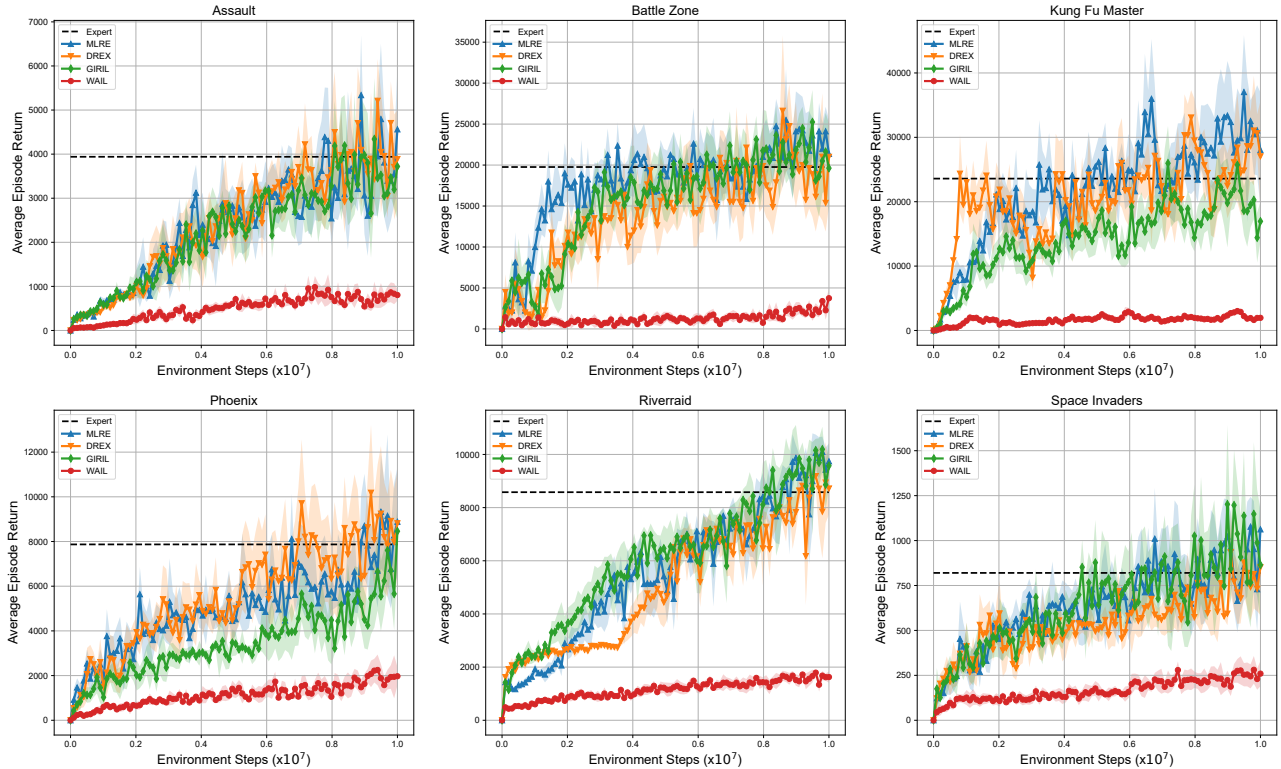 Assault
7000
6000
5000
4000
3000
2000
1000
0
Average Episode Return
Expert
MLRE
DREX
GIRIL
WAIL
0.0 0.2 0.4 0.6 0.8 1.0
Environment Steps (x10⁷)
Battle Zone
35000
30000
25000
20000
15000
10000
5000
0
Average Episode Return
Expert
MLRE
DREX
GIRIL
WAIL
0.0 0.2 0.4 0.6 0.8 1.0
Environment Steps (x10⁷)
Kung Fu Master
40000
30000
20000
10000
0
Average Episode Return
Expert
MLRE
DREX
GIRIL
WAIL
0.0 0.2 0.4 0.6 0.8 1.0
Environment Steps (x10⁷)
Phoenix
12000
10000
8000
6000
4000
2000
0
Average Episode Return
Expert
MLRE
DREX
GIRIL
WAIL
0.0 0.2 0.4 0.6 0.8 1.0
Environment Steps (x10⁷)
Riverraid
10000
8000
6000
4000
2000
0
Average Episode Return
Expert
MLRE
DREX
GIRIL
WAIL
0.0 0.2 0.4 0.6 0.8 1.0
Environment Steps (x10⁷)
Space Invaders
1500
1250
1000
750
500
250
0
Average Episode Return
Expert
MLRE
DREX
GIRIL
WAIL
0.0 0.2 0.4 0.6 0.8 1.0
Environment Steps (x10⁷)